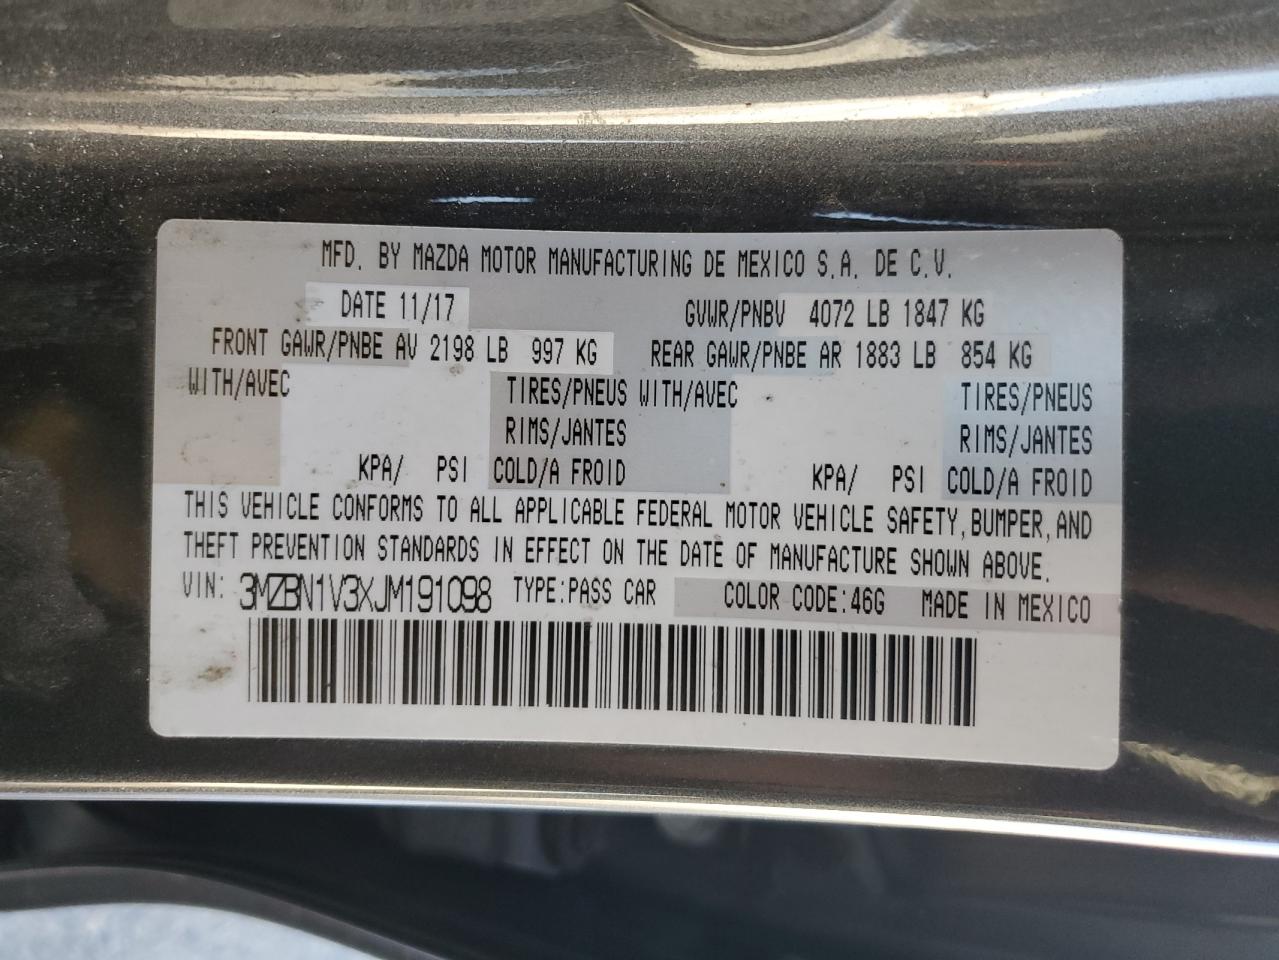 MFD. BY MAZDA MOTOR MANUFACTURING DE MEXICO S.A. DE C.V.
DATE 11/17 GVWR/PNBV 4072 LB 1847 KG
FRONT GAWR/PNBE AV 2198 LB 997 KG REAR GAWR/PNBE AR 1883 LB 854 KG
WITH/AVEC TIRES/PNEUS WITH/AVEC TIRES/PNEUS
RIMS/JANTES RIMS/JANTES
KPA/ PSI COLD/A FROID KPA/ PSI COLD/A FROID
THIS VEHICLE CONFORMS TO ALL APPLICABLE FEDERAL MOTOR VEHICLE SAFETY, BUMPER, AND
THEFT PREVENTION STANDARDS IN EFFECT ON THE DATE OF MANUFACTURE SHOWN ABOVE.
VIN: 3MZBN1V3XJM191098 TYPE:PASS CAR COLOR CODE:46G MADE IN MEXICO